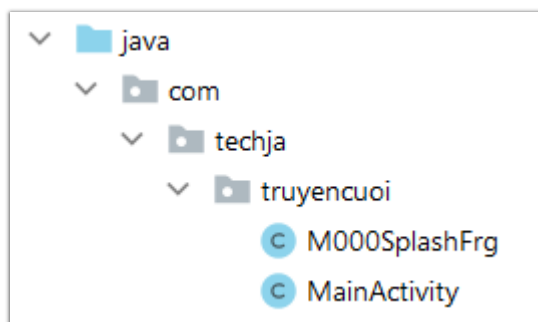 java
com
techja
truyencuoi
C M000SplashFrg
C MainActivity